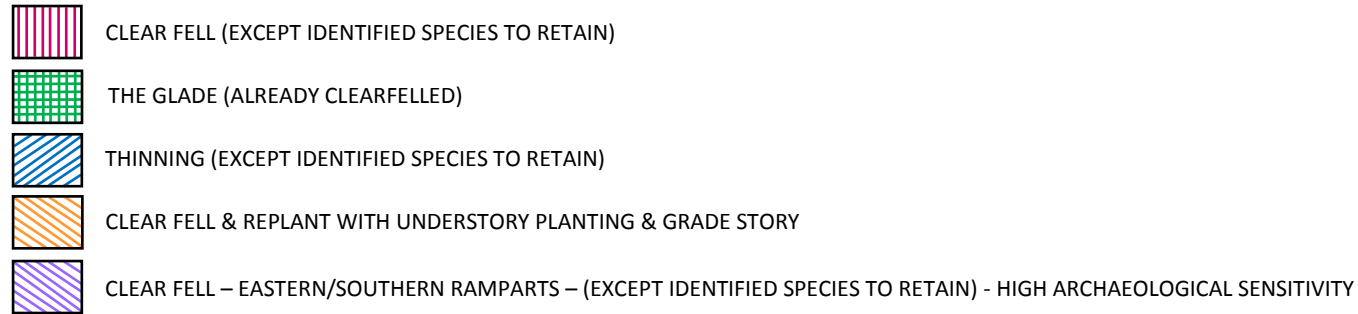 CLEAR FELL (EXCEPT IDENTIFIED SPECIES TO RETAIN)
THE GLADE (ALREADY CLEARFELLED)
THINNING (EXCEPT IDENTIFIED SPECIES TO RETAIN)
CLEAR FELL & REPLANT WITH UNDERSTORY PLANTING & GRADE STORY
CLEAR FELL – EASTERN/SOUTHERN RAMPARTS – (EXCEPT IDENTIFIED SPECIES TO RETAIN) - HIGH ARCHAEOLOGICAL SENSITIVITY